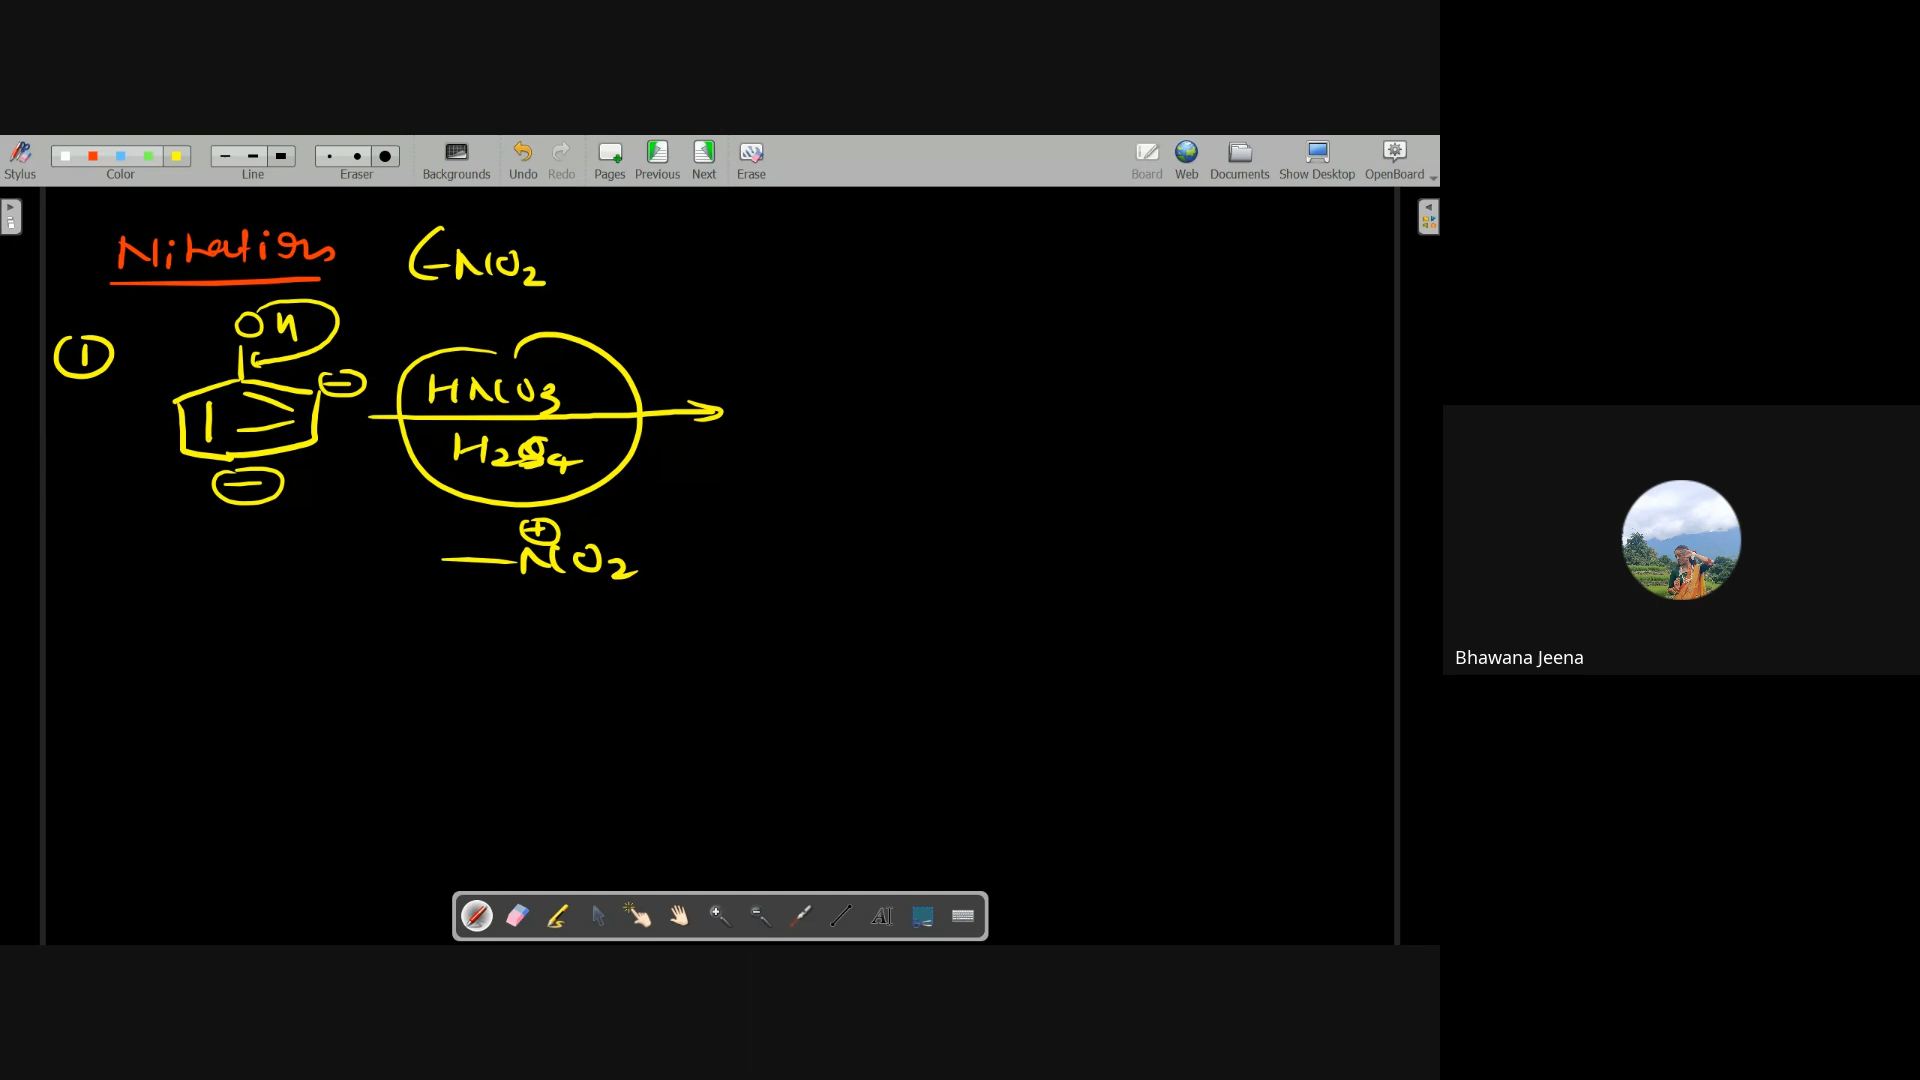 Stylus Color Line Eraser Backgrounds Undo Redo Pages Previous Next Erase Board Web Documents Show Desktop OpenBoard
Nitration (-NO2
OH
① ⊖
HNO3
H2SO4
⊖
⊕
—NO2
Bhawana Jeena
AI